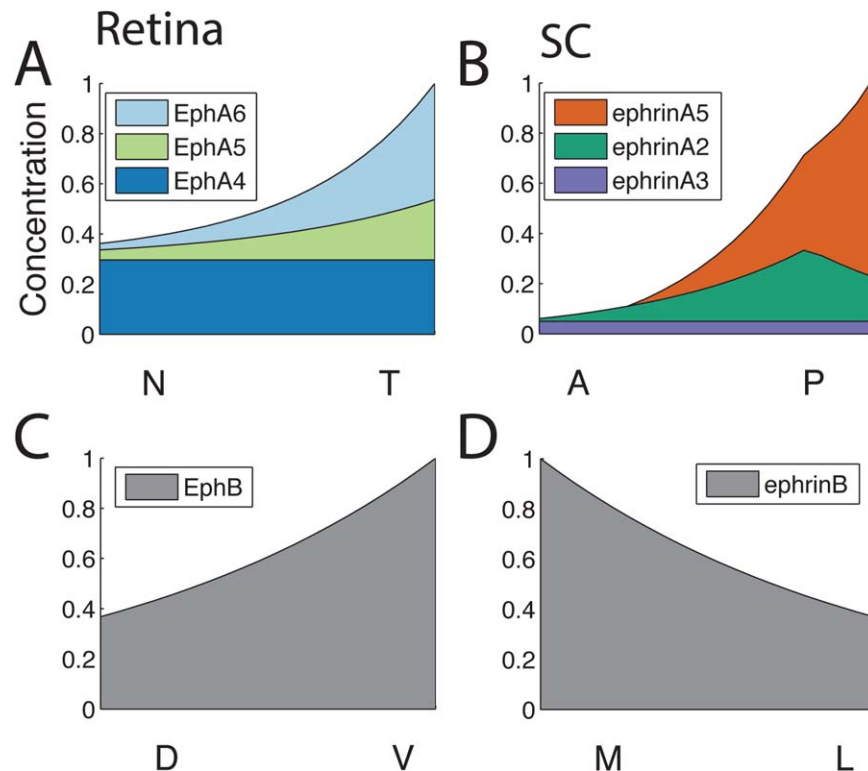 Retina
SC
A
B
Concentration
1
0.8
0.6
0.4
0.2
0
EphA6
EphA5
EphA4
N
T
1
0.8
0.6
0.4
0.2
0
ephrinA5
ephrinA2
ephrinA3
A
P
C
D
1
0.8
0.6
0.4
0.2
0
EphB
D
V
1
0.8
0.6
0.4
0.2
0
ephrinB
M
L